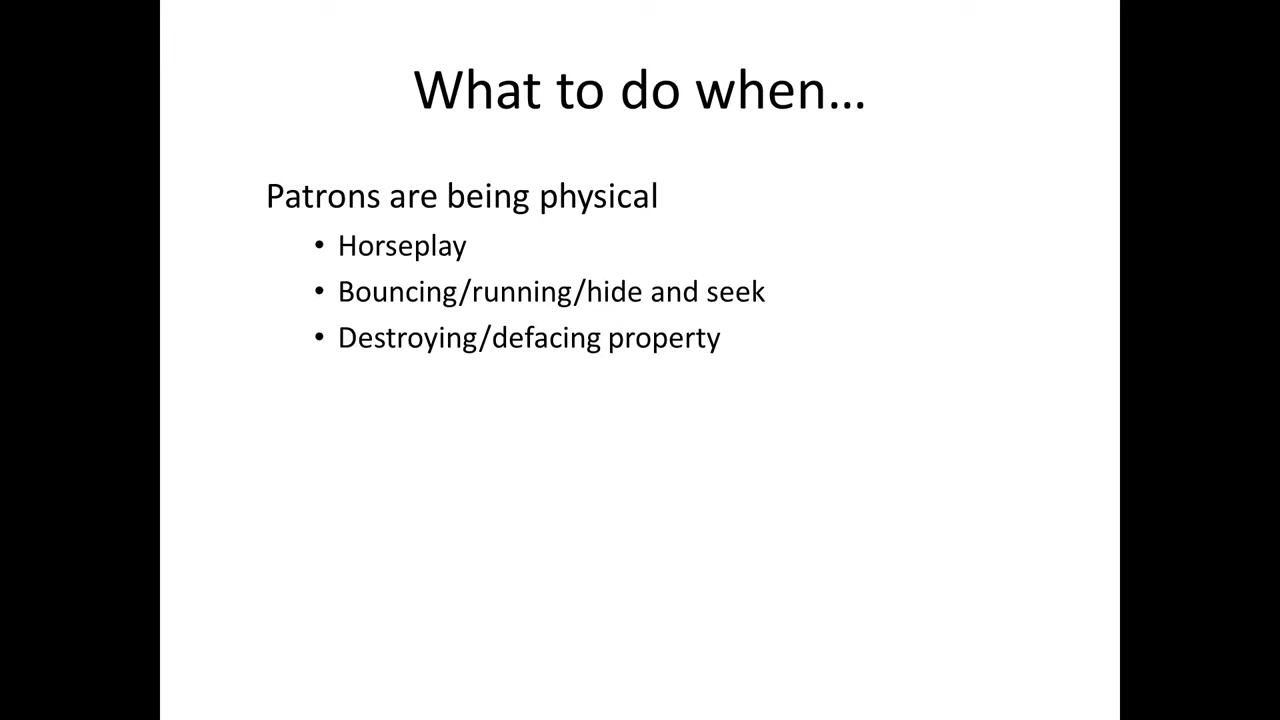 What to do when…
Patrons are being physical
• Horseplay
• Bouncing/running/hide and seek
• Destroying/defacing property